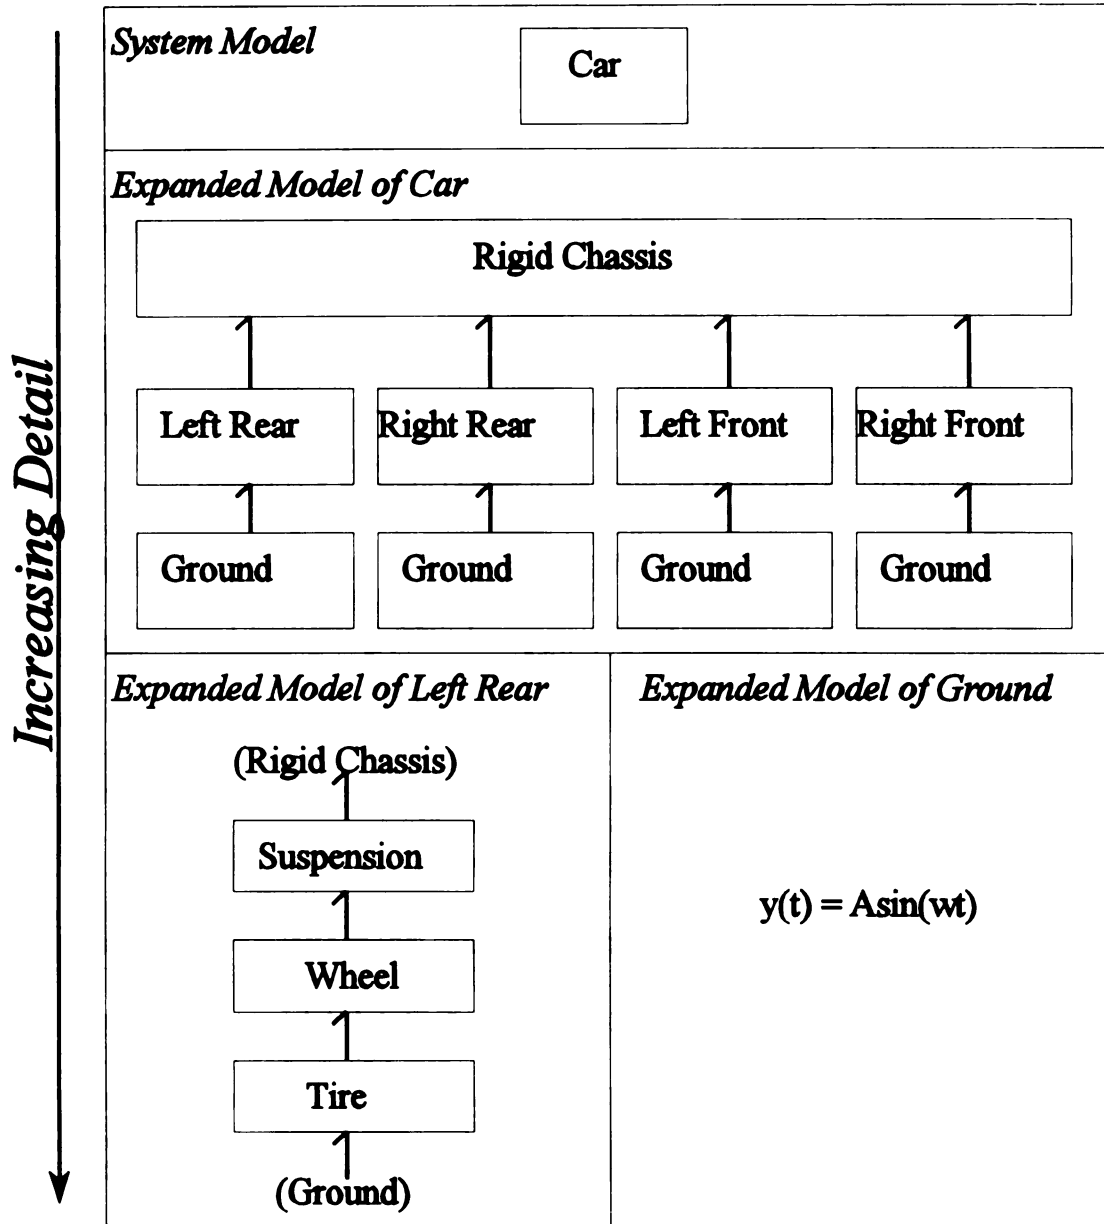 Increasing Detail
System Model
Car
Expanded Model of Car
Rigid Chassis
Left Rear
Right Rear
Left Front
Right Front
Ground
Ground
Ground
Ground
Expanded Model of Left Rear
(Rigid Chassis)
Suspension
Wheel
Tire
(Ground)
Expanded Model of Ground
y(t) = Asin(wt)